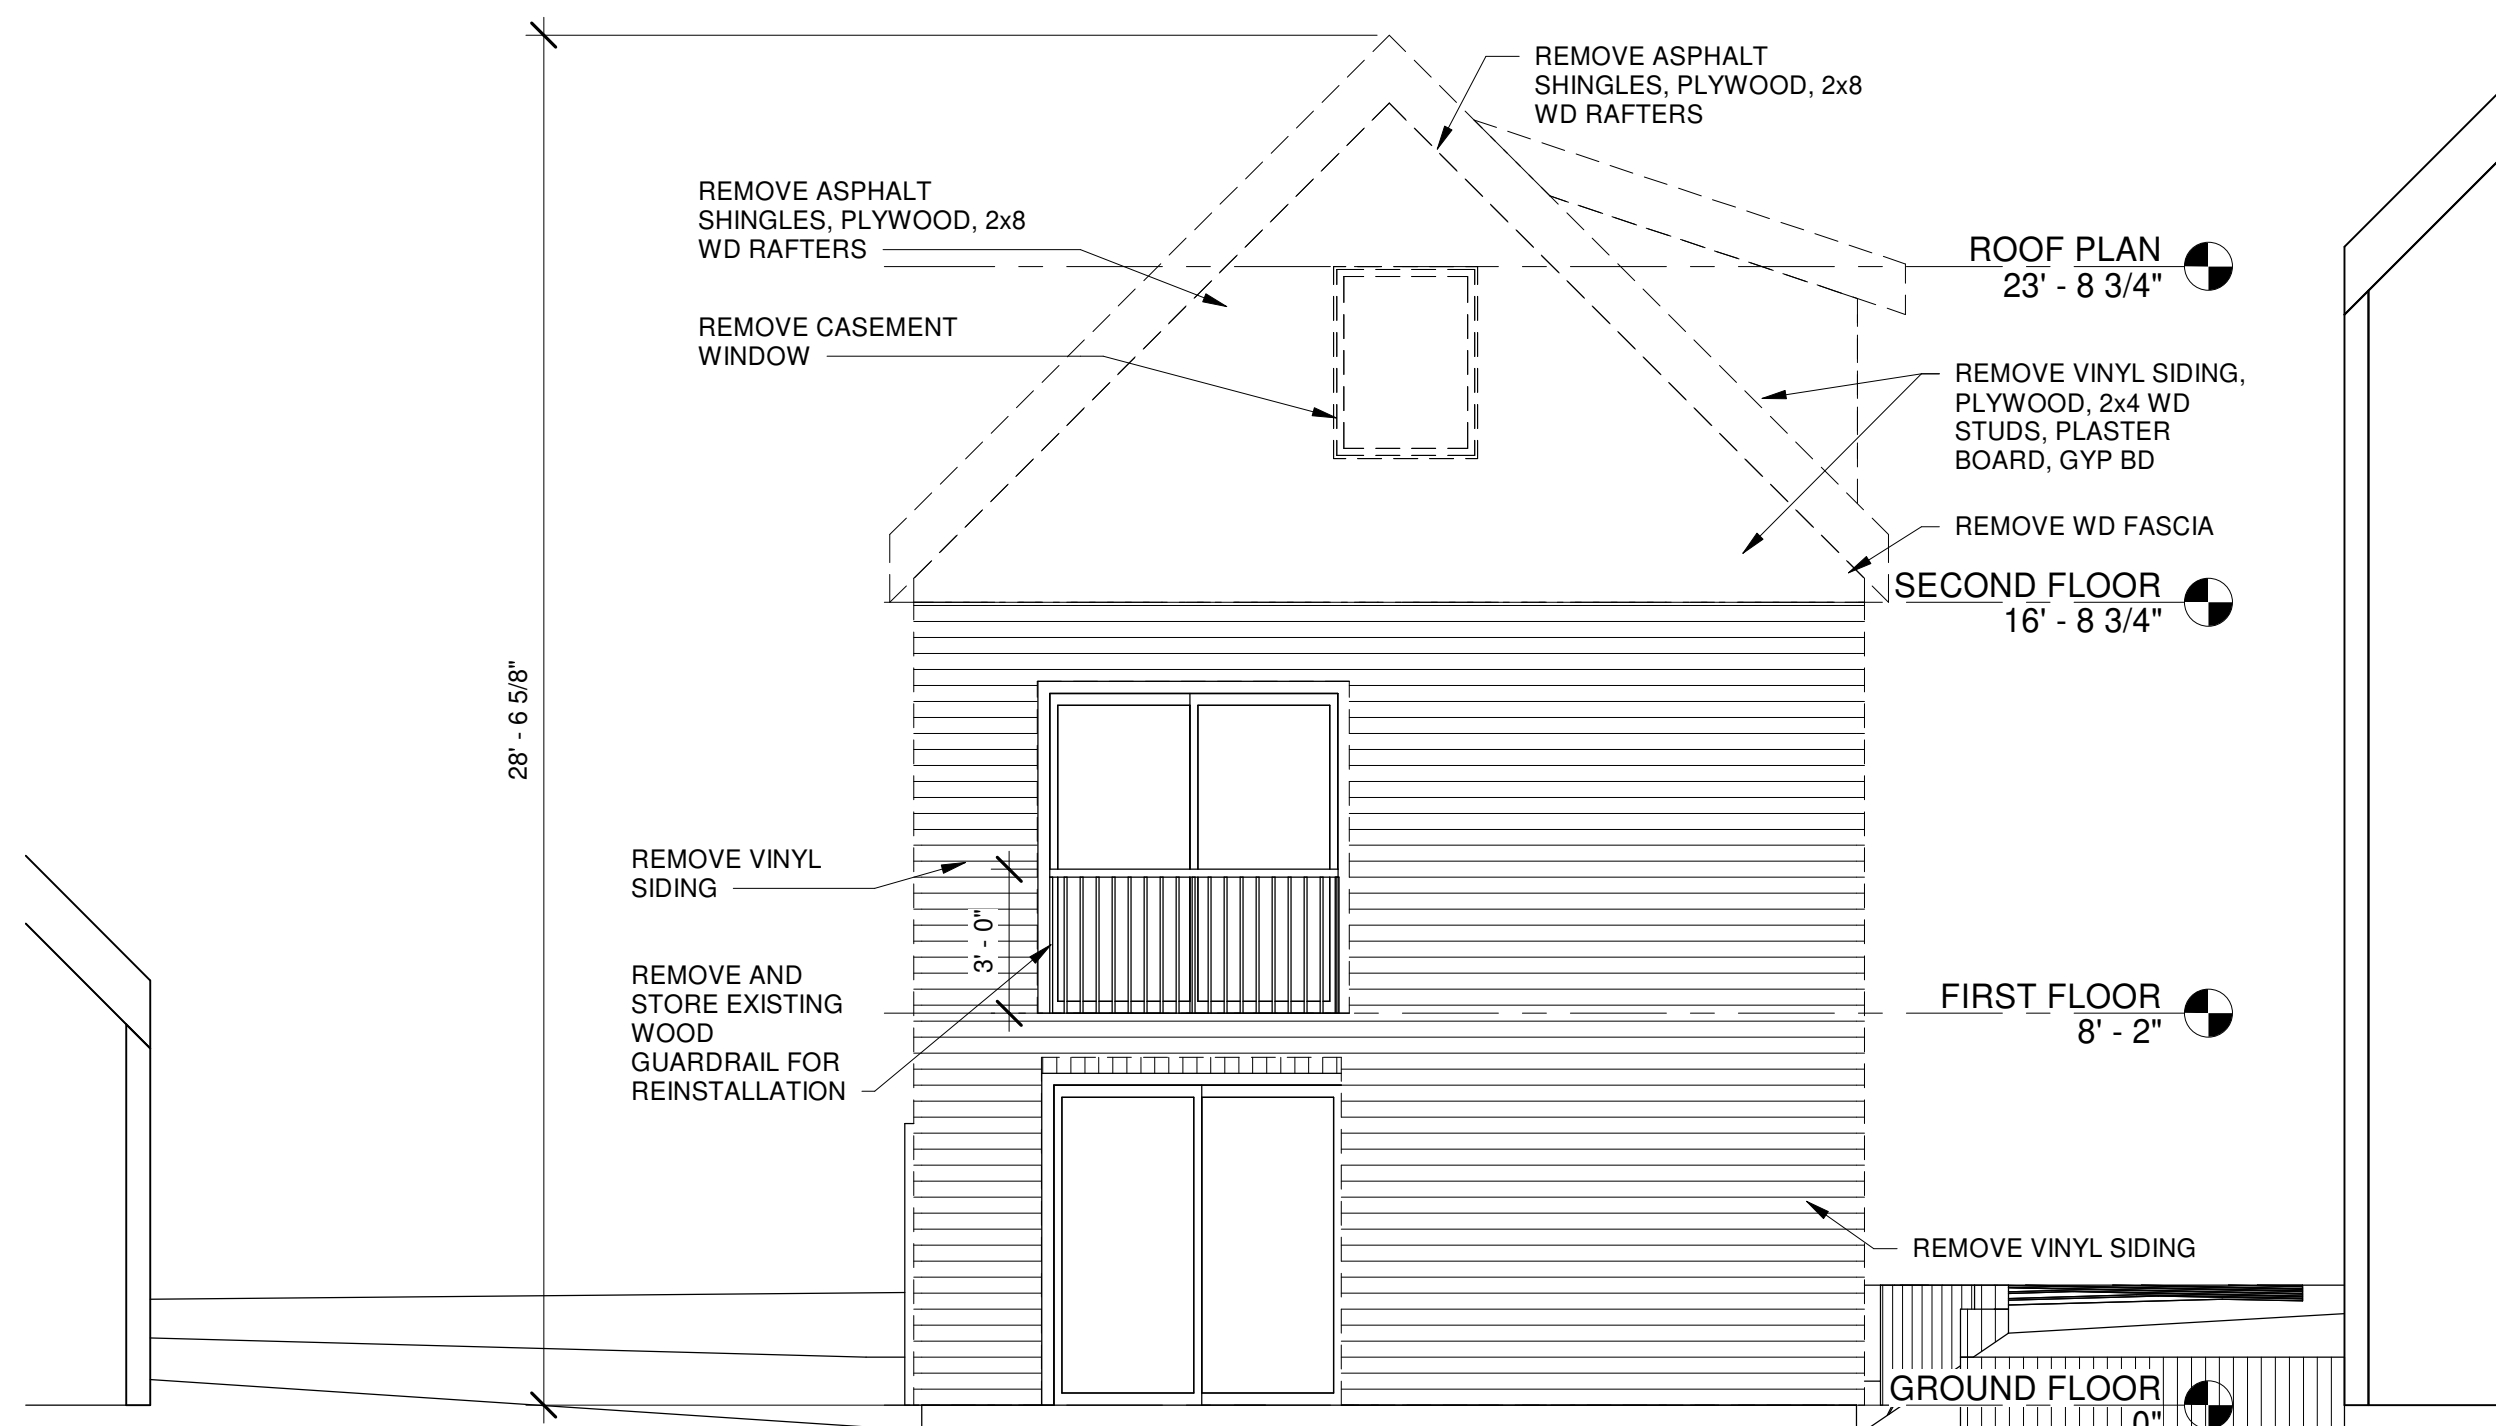 REMOVE ASPHALT
SHINGLES, PLYWOOD, 2x8
WD RAFTERS
REMOVE ASPHALT
SHINGLES, PLYWOOD, 2x8
WD RAFTERS
ROOF PLAN
23' - 8 3/4"
REMOVE CASEMENT
WINDOW
REMOVE VINYL SIDING,
PLYWOOD, 2x4 WD
STUDS, PLASTER
BOARD, GYP BD
REMOVE WD FASCIA
SECOND FLOOR
16' - 8 3/4"
28' - 6 5/8"
REMOVE VINYL
SIDING
3' - 0"
REMOVE AND
STORE EXISTING
WOOD
GUARDRAIL FOR
REINSTALLATION
FIRST FLOOR
8' - 2"
REMOVE VINYL SIDING
GROUND FLOOR
0"